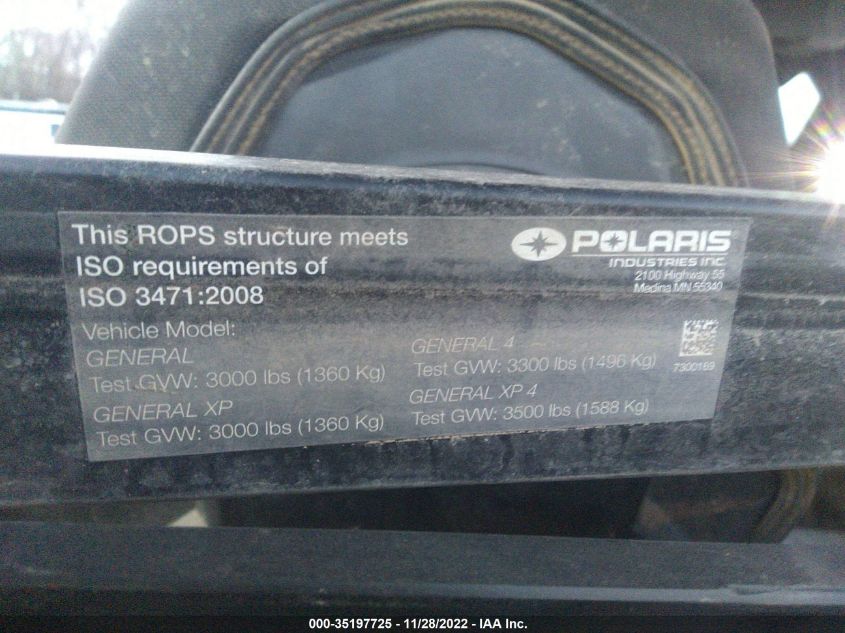 This ROPS structure meets
ISO requirements of
ISO 3471:2008
POLARIS
INDUSTRIES INC
2100 Highway 55
Medina MN 55340
Vehicle Model:
GENERAL
Test GVW: 3000 lbs (1360 Kg)
GENERAL XP
Test GVW: 3000 lbs (1360 Kg)
GENERAL 4
Test GVW: 3300 lbs (1496 Kg)
GENERAL XP 4
Test GVW: 3500 lbs (1588 Kg)
7300169
000-35197725 - 11/28/2022 - IAA Inc.